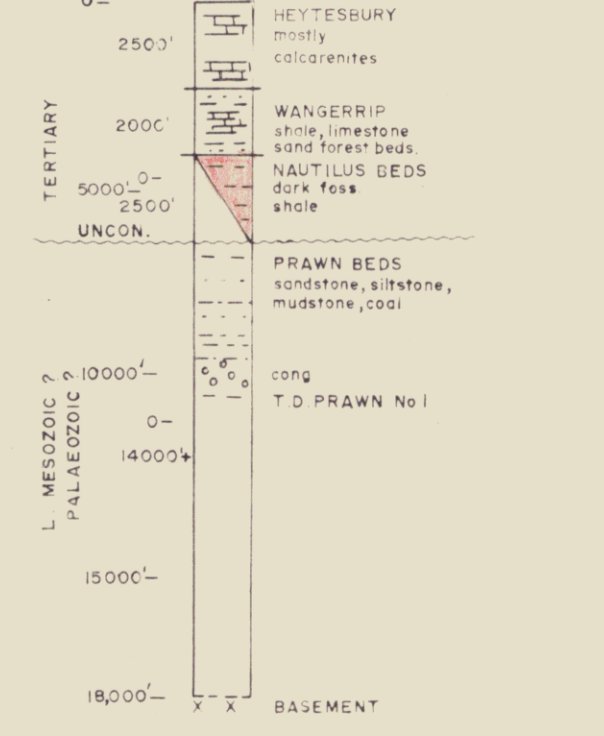 0—
HEYTESBURY
2500'
mostly
calcarenites
TERTIARY
2000'
WANGERRIP
shale, limestone
sand forest beds.
NAUTILUS BEDS
0—
5000'—
dark foss.
2500'
shale
UNCON.
PRAWN BEDS
sandstone, siltstone,
mudstone, coal
L. MESOZOIC ?
PALAEOZOIC ?
10000'—
cong
T.D. PRAWN No 1
0—
14000'+
15000'—
18,000'—
x x
BASEMENT